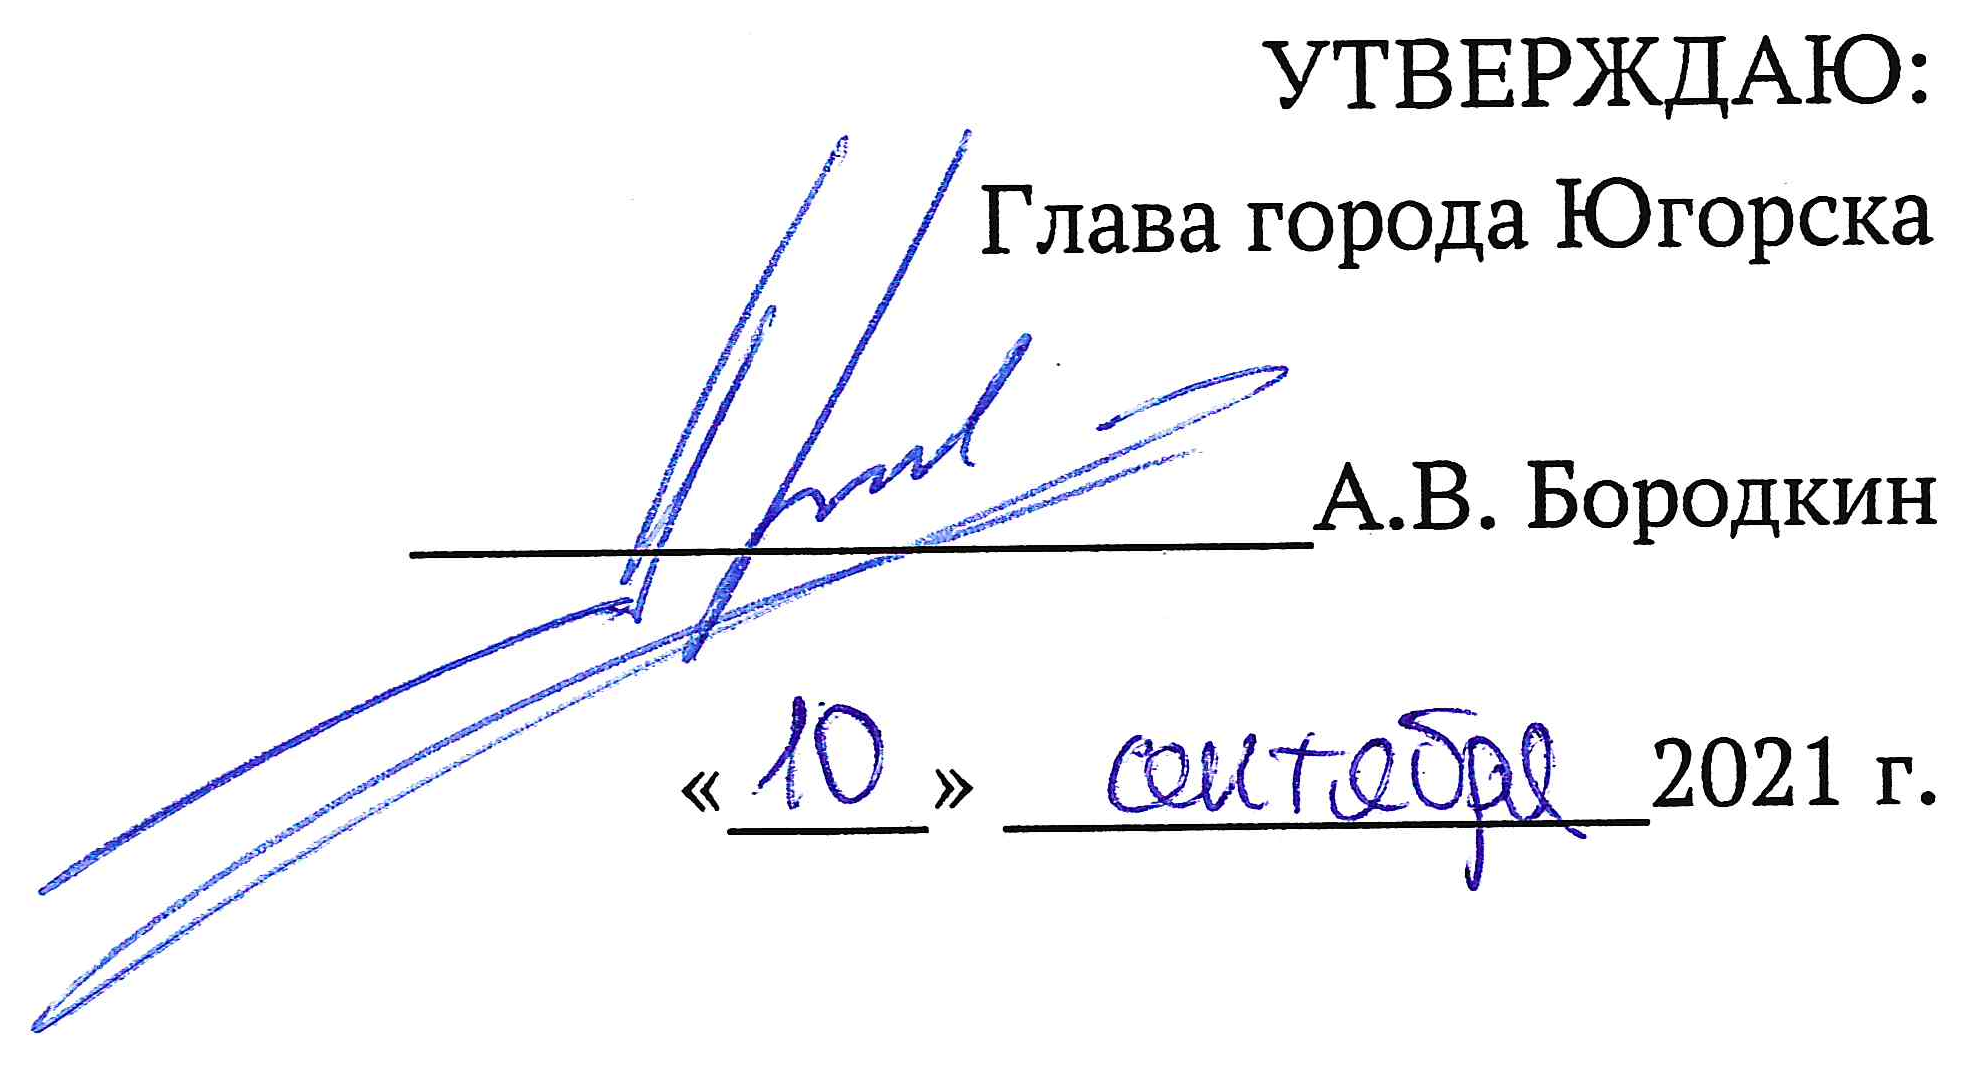 УТВЕРЖДАЮ:
Глава города Югорска
А.В. Бородкин
«10» сентября 2021 г.